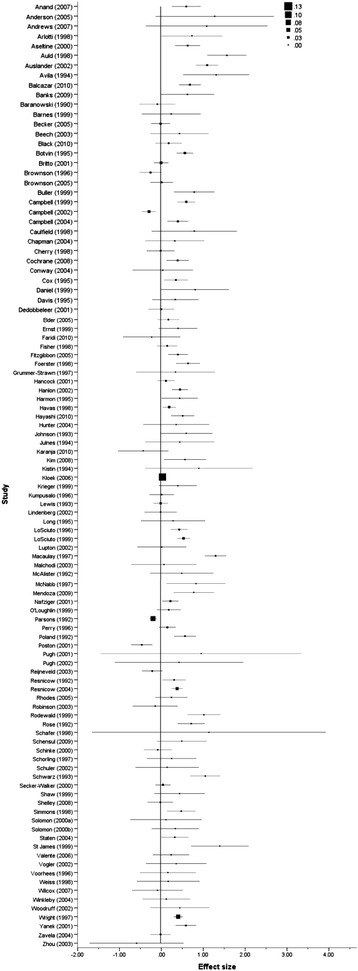 Anand (2007)
Anderson (2005)
Andrews (2007)
Arlotti (1998)
Aseltine (2000)
Auld (1998)
Auslander (2002)
Avila (1994)
Balcazar (2010)
Banks (2009)
Baranowski (1990)
Barnes (1999)
Becker (2005)
Beech (2003)
Black (2010)
Botvin (1995)
Britto (2001)
Brownson (1996)
Brownson (2005)
Buller (1999)
Campbell (1999)
Campbell (2002)
Campbell (2004)
Caulfield (1998)
Chapman (2004)
Cherry (1998)
Cochrane (2008)
Conway (2004)
Cox (1995)
Daniel (1999)
Davis (1995)
Dedobbeleer (2001)
Elder (2005)
Ernst (1999)
Faridi (2010)
Fisher (1998)
Fitzgibbon (2005)
Foerster (1998)
Grummer-Strawn (1997)
Hancock (2001)
Hanlon (2002)
Harmon (1995)
Havas (1998)
Hayashi (2010)
Hunter (2004)
Johnson (1993)
Julnes (1994)
Karanja (2010)
Kim (2008)
Kistin (1994)
Kloek (2006)
Krieger (1999)
Kumpusalo (1996)
Lewis (1993)
Lindenberg (2002)
Long (1995)
LoSciuto (1996)
LoSciuto (1999)
Lupton (2002)
Macaulay (1997)
Malchodi (2003)
McAlister (1992)
McNabb (1997)
Mendoza (2009)
Nafziger (2001)
O'Loughlin (1999)
Parsons (1992)
Perry (1996)
Poland (1992)
Poston (2001)
Pugh (2001)
Pugh (2002)
Reijneveld (2003)
Resnicow (1992)
Resnicow (2004)
Rhodes (2005)
Robinson (2003)
Rodewald (1999)
Rose (1992)
Schafer (1998)
Schensul (2009)
Schinke (2000)
Schorling (1997)
Schuler (2002)
Schwarz (1993)
Secker-Walker (2000)
Shaw (1999)
Shelley (2008)
Simmons (1998)
Solomon (2000a)
Solomon (2000b)
Staten (2004)
St James (1999)
Valente (2006)
Vogler (2002)
Voorhees (1996)
Weiss (1998)
Wilcox (2007)
Winkleby (2004)
Woodruff (2002)
Wright (1997)
Yanek (2001)
Zavela (2004)
Zhou (2003)
Study
-2.00 -1.00 .00 1.00 2.00 3.00 4.00
Effect size
.13
.10
.08
.05
.03
.00